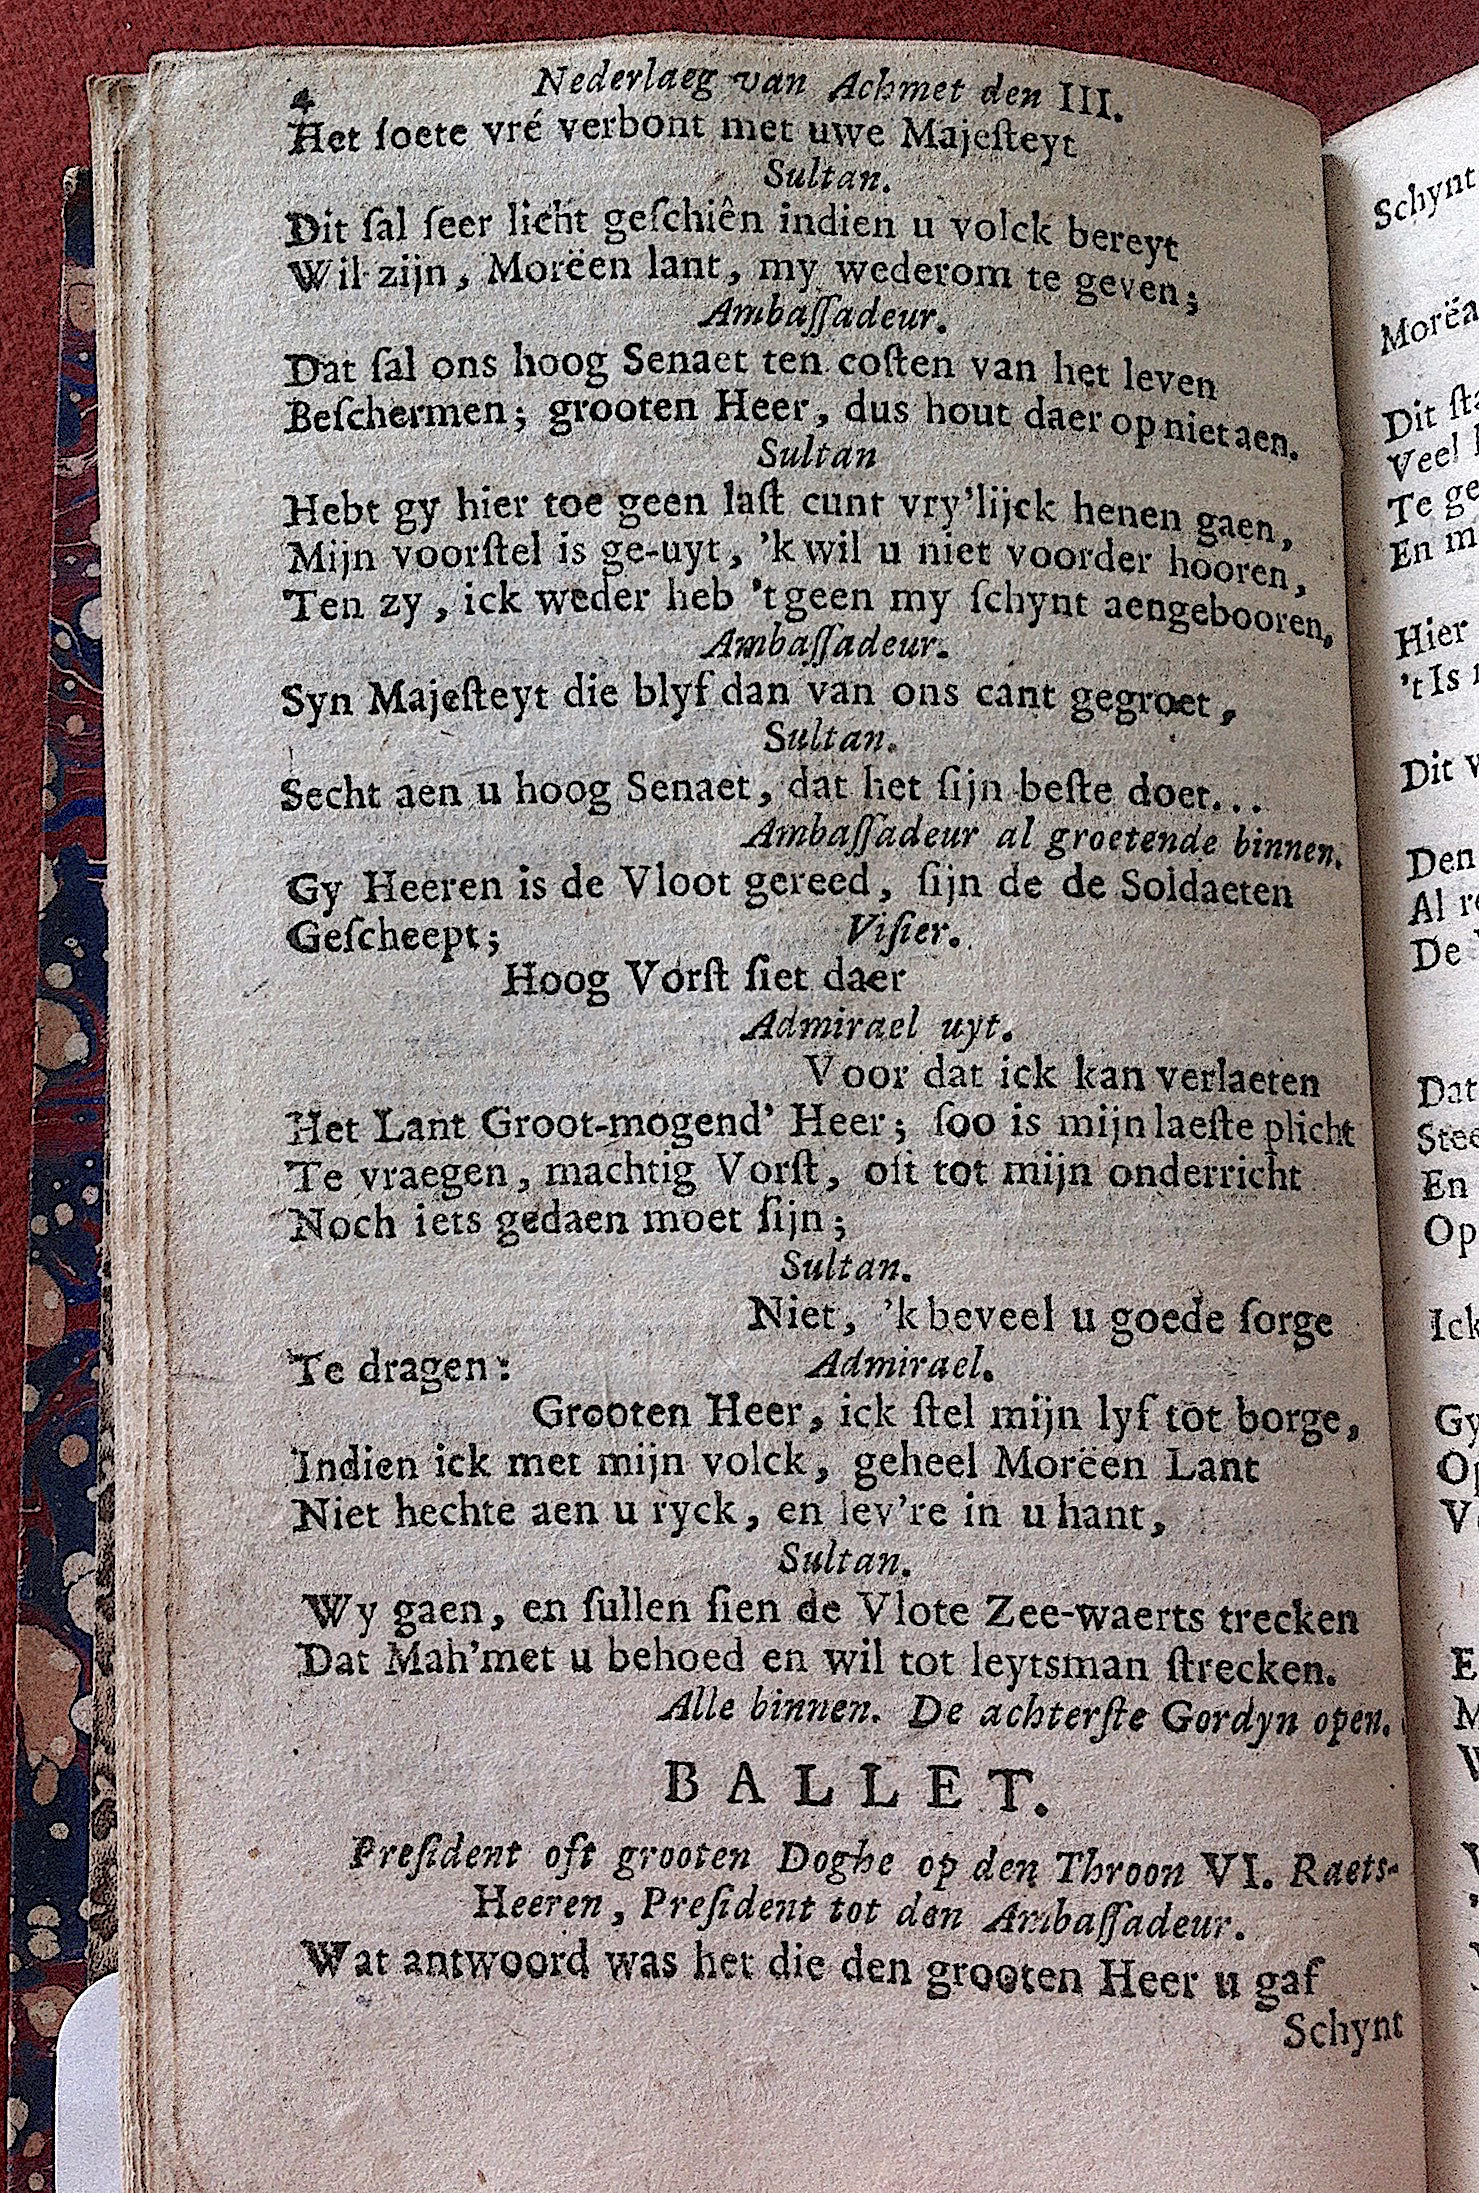 4 Nederlaeg van Achmet den III.
Het ſoete vré verbont met uwe Majeſteyt
Sultan.
Dit ſal ſeer licht geſchiên indien u volck bereyt
Wil zijn, Morëen lant, my wederom te geven;
Ambaſſadeur.
Dat ſal ons hoog Senaet ten coſten van het leven
Beſchermen; grooten Heer, dus hout daer op niet aen.
Sultan
Hebt gy hier toe geen laſt cunt vry'lijck henen gaen,
Mijn voorſtel is ge-uyt, 'k wil u niet voorder hooren,
Ten zy, ick weder heb 't geen my ſchynt aengebooren,
Ambaſſadeur.
Syn Majeſteyt die blyf dan van ons cant gegroet,
Sultan.
Secht aen u hoog Senaet, dat het ſijn beſte doet...
Ambaſſadeur al groetende binnen.
Gy Heeren is de Vloot gereed, ſijn de de Soldaeten
Geſcheept; Viſier.
Hoog Vorſt ſiet daer
Admirael uyt.
Voor dat ick kan verlaeten
Het Lant Groot-mogend' Heer; ſoo is mijn laeſte plicht
Te vraegen, machtig Vorſt, oft tot mijn onderricht
Noch iets gedaen moet ſijn;
Sultan.
Niet, 'k beveel u goede ſorge
Te dragen: Admirael.
Grooten Heer, ick ſtel mijn lyf tot borge,
Indien ick met mijn volck, geheel Morëen Lant
Niet hechte aen u ryck, en lev're in u hant,
Sultan.
Wy gaen, en ſullen ſien de Vlote Zee-waerts trecken
Dat Mah'met u behoed en wil tot leytsman ſtrecken.
Alle binnen. De achterſte Gordyn open.
BALLET.
Preſident oft grooten Doghe op den Throon VI. Raets-
Heeren, Preſident tot den Ambaſſadeur.
Wat antwoord was het die den grooten Heer u gaf
Schynt
Schynt
Morëa
Dit
Veel
Te
En
Hier
't Is
Dit
Den
Al
De
Dat
En
Op
Ick
Gy